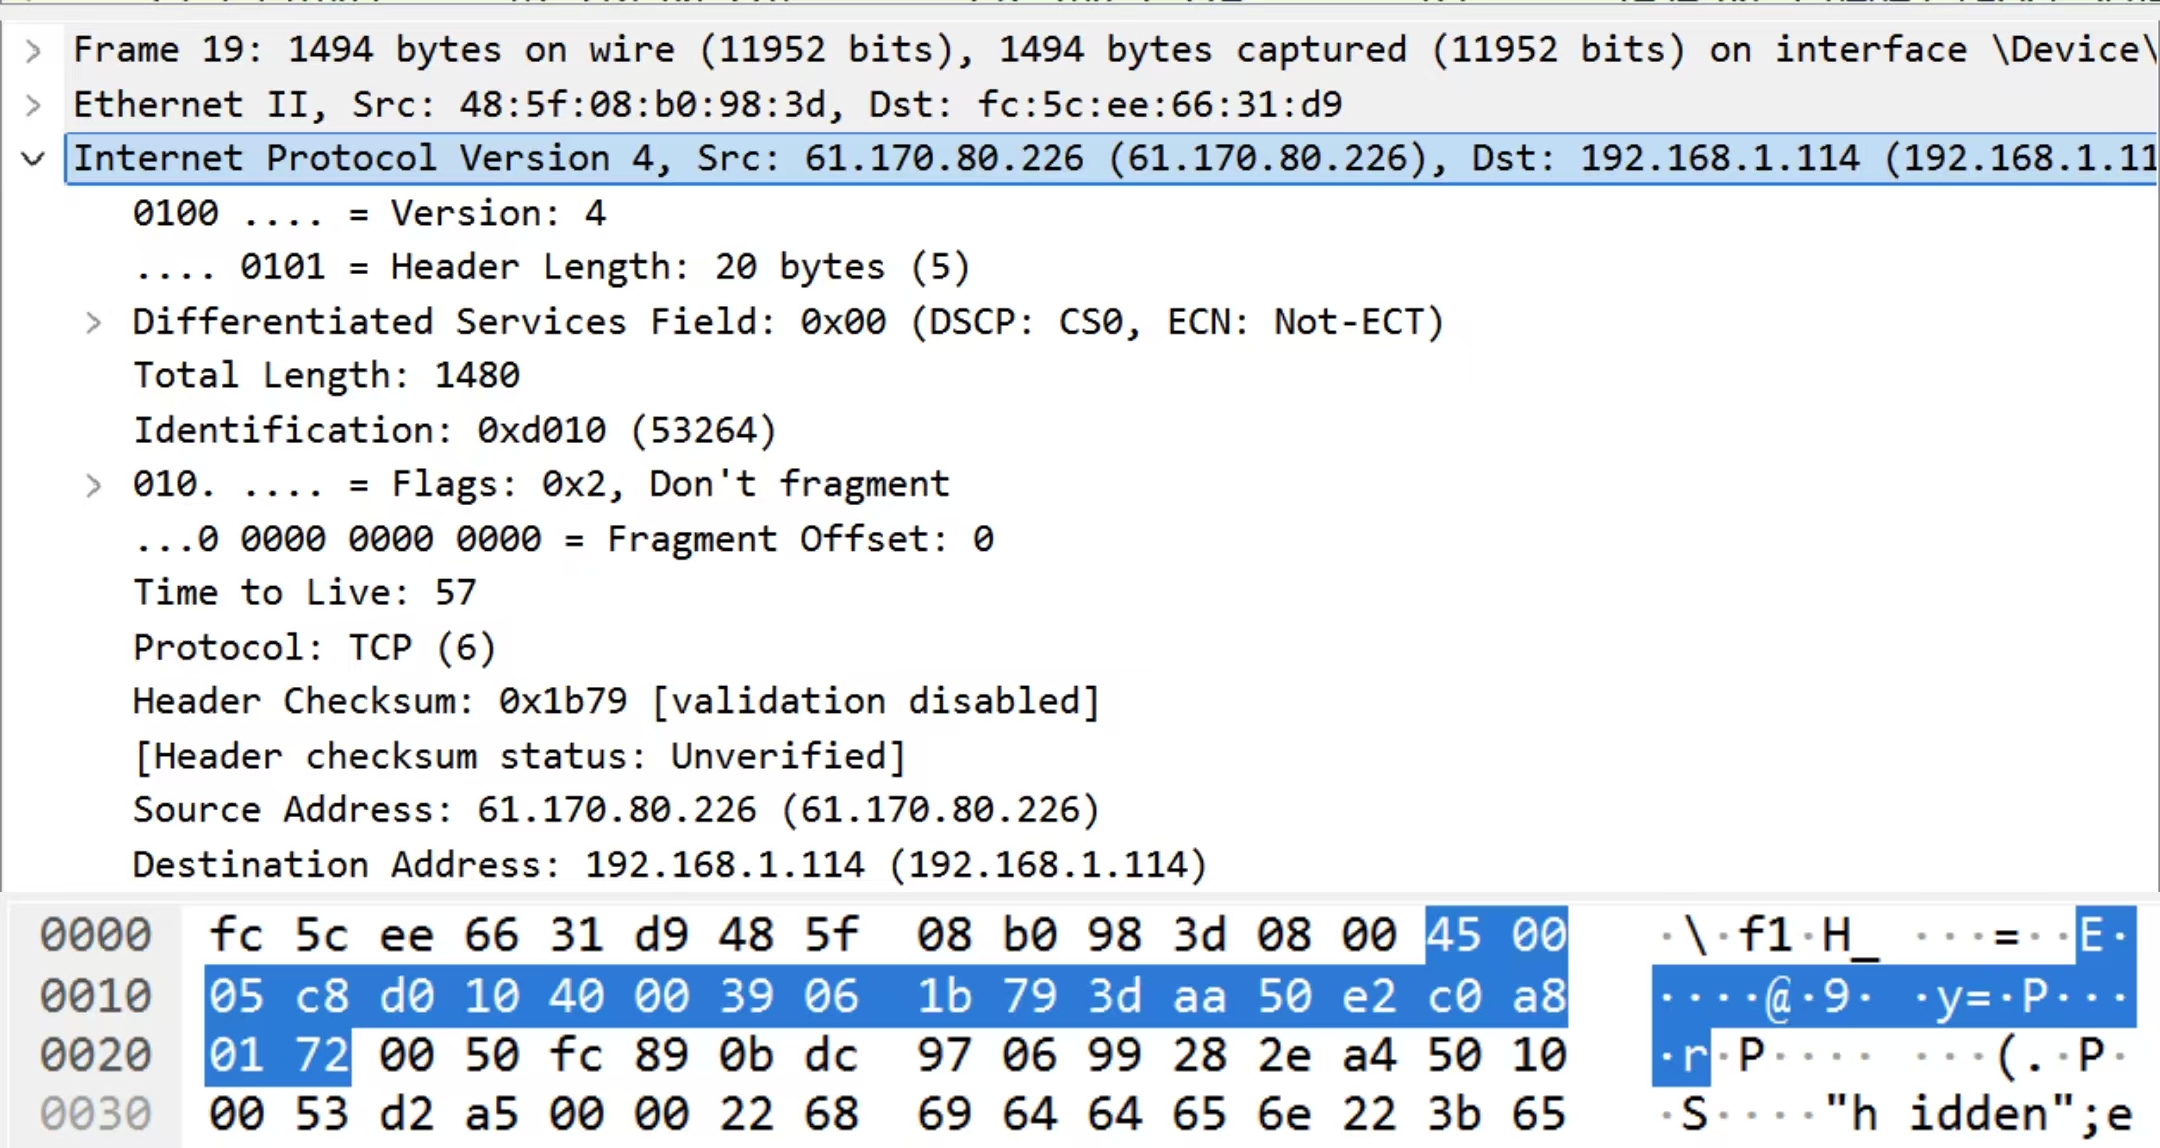 Frame 19: 1494 bytes on wire (11952 bits), 1494 bytes captured (11952 bits) on interface \Device\
Ethernet II, Src: 48:5f:08:b0:98:3d, Dst: fc:5c:ee:66:31:d9
Internet Protocol Version 4, Src: 61.170.80.226 (61.170.80.226), Dst: 192.168.1.114 (192.168.1.11
0100 .... = Version: 4
.... 0101 = Header Length: 20 bytes (5)
Differentiated Services Field: 0x00 (DSCP: CS0, ECN: Not-ECT)
Total Length: 1480
Identification: 0xd010 (53264)
010. .... = Flags: 0x2, Don't fragment
...0 0000 0000 0000 = Fragment Offset: 0
Time to Live: 57
Protocol: TCP (6)
Header Checksum: 0x1b79 [validation disabled]
[Header checksum status: Unverified]
Source Address: 61.170.80.226 (61.170.80.226)
Destination Address: 192.168.1.114 (192.168.1.114)
0000 fc 5c ee 66 31 d9 48 5f 08 b0 98 3d 08 00 45 00 ·\·f1·H_ ···=··E·
0010 05 c8 d0 10 40 00 39 06 1b 79 3d aa 50 e2 c0 a8 ····@·9· ·y=·P···
0020 01 72 00 50 fc 89 0b dc 97 06 99 28 2e a4 50 10 ·r·P···· ···(.·P·
0030 00 53 d2 a5 00 00 22 68 69 64 64 65 6e 22 3b 65 ·S····"h idden";e